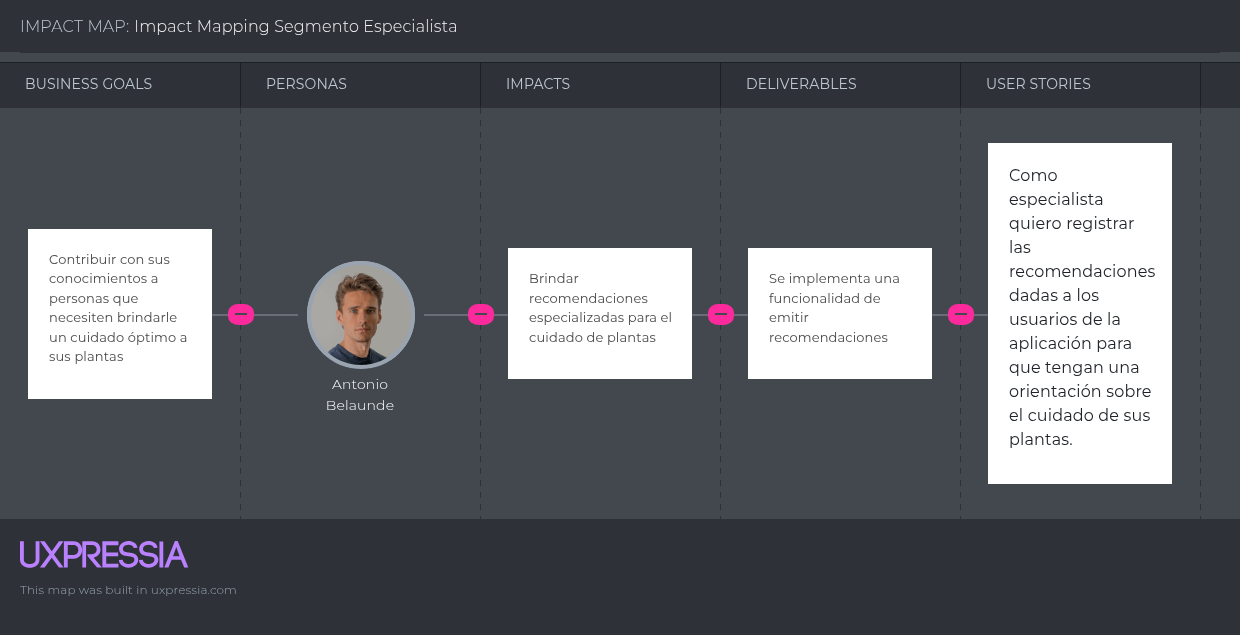 IMPACT MAP: Impact Mapping Segmento Especialista
BUSINESS GOALS
PERSONAS
IMPACTS
DELIVERABLES
USER STORIES
Contribuir con sus
conocimientos a
personas que
necesiten brindarle
un cuidado óptimo a
sus plantas
Antonio
Belaunde
Brindar
recomendaciones
especializadas para el
cuidado de plantas
Se implementa una
funcionalidad de
emitir
recomendaciones
Como
especialista
quiero registrar
las
recomendaciones
dadas a los
usuarios de la
aplicación para
que tengan una
orientación sobre
el cuidado de sus
plantas.
UXPRESSIA
This map was built in uxpressia.com